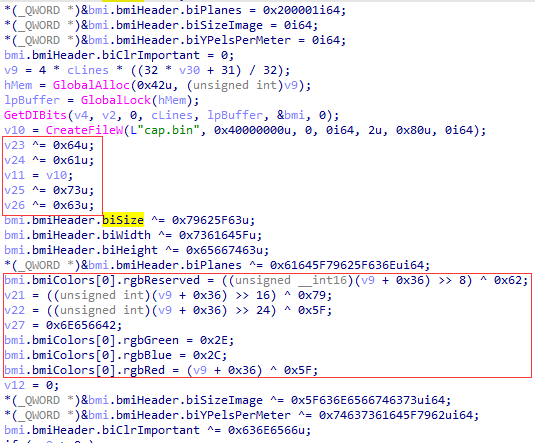 *(_QWORD *)&bmi.bmiHeader.biPlanes = 0x200001i64;
*(_QWORD *)&bmi.bmiHeader.biSizeImage = 0i64;
*(_QWORD *)&bmi.bmiHeader.biYPelsPerMeter = 0i64;
bmi.bmiHeader.biClrImportant = 0;
v9 = 4 * cLines * ((32 * v30 + 31) / 32);
hMem = GlobalAlloc(0x42u, (unsigned int)v9);
lpBuffer = GlobalLock(hMem);
GetDIBits(v4, v2, 0, cLines, lpBuffer, &bmi, 0);
v10 = CreateFileW(L"cap.bin", 0x40000000u, 0, 0i64, 2u, 0x80u, 0i64);
v23 ^= 0x64u;
v24 ^= 0x61u;
v11 = v10;
v25 ^= 0x73u;
v26 ^= 0x63u;
bmi.bmiHeader.biSize ^= 0x79625F63u;
bmi.bmiHeader.biWidth ^= 0x7361645Fu;
bmi.bmiHeader.biHeight ^= 0x65667463u;
*(_QWORD *)&bmi.bmiHeader.biPlanes ^= 0x61645F79625F636Eui64;
bmi.bmiColors[0].rgbReserved = ((unsigned __int16)(v9 + 0x36) >> 8) ^ 0x62;
v21 = ((unsigned int)(v9 + 0x36) >> 16) ^ 0x79;
v22 = ((unsigned int)(v9 + 0x36) >> 24) ^ 0x5F;
v27 = 0x6E656642;
bmi.bmiColors[0].rgbGreen = 0x2E;
bmi.bmiColors[0].rgbBlue = 0x2C;
bmi.bmiColors[0].rgbRed = (v9 + 0x36) ^ 0x5F;
v12 = 0;
*(_QWORD *)&bmi.bmiHeader.biSizeImage ^= 0x5F636E6566746373ui64;
*(_QWORD *)&bmi.bmiHeader.biYPelsPerMeter ^= 0x74637361645F7962ui64;
bmi.bmiHeader.biClrImportant ^= 0x636E6566u;